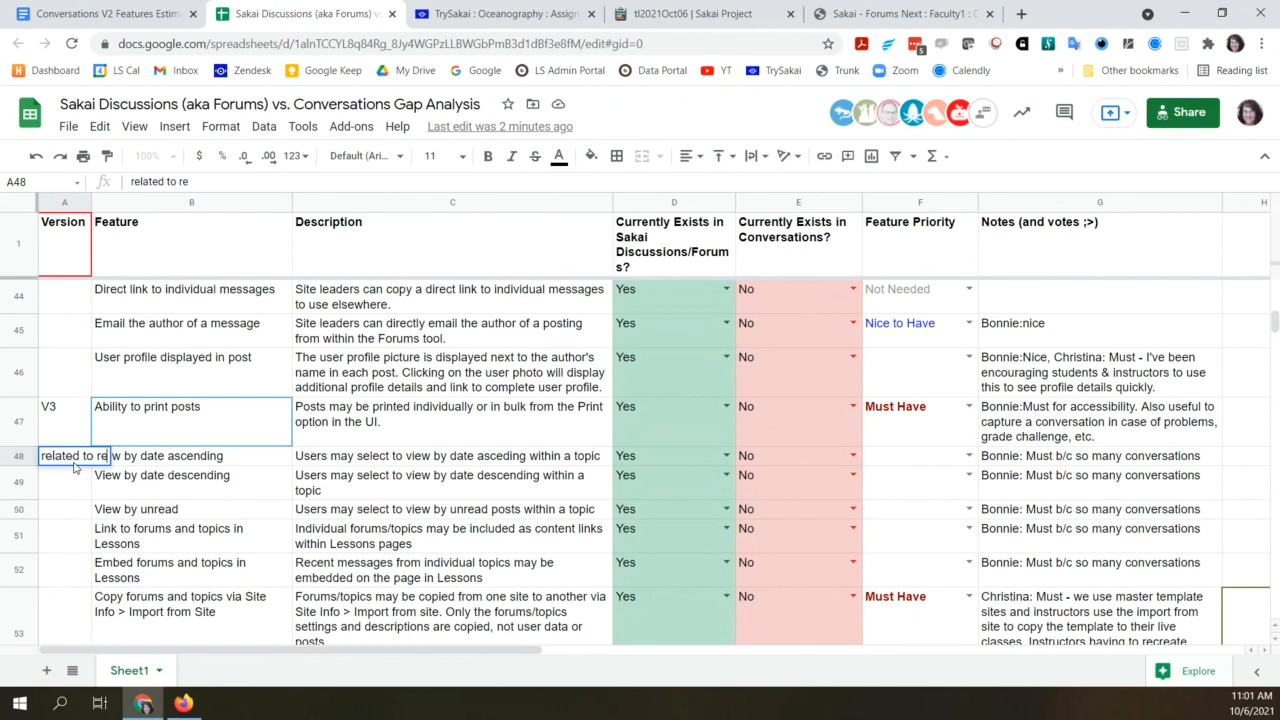 Conversations V2 Features Estim
Sakai Discussions (aka Forums) v
TrySakai : Oceanography : Assign
tl2021Oct06 | Sakai Project
Sakai - Forums Next : Faculty1 : C
docs.google.com/spreadsheet/d/1alnTCCYL8q84Rg_8Jy4WGPzLLBWGbPmB3d1dBf3e8fM/edit#gid=0
Dashboard
LS Cal
Inbox
Zendesk
Google Keep
My Drive
Google
LS Admin Portal
Data Portal
YT
TrySakai
Trunk
Zoom
Calendly
»
Other bookmarks
Reading list
Sakai Discussions (aka Forums) vs. Conversations Gap Analysis
Share
File Edit View Insert Format Data Tools Add-ons Help Last edit was 2 minutes ago
100% $ % .0 .00 123 Default (Ari... 11 B I S A
A48 fx related to re
A B C D E F G H
1
Version
Feature
Description
Currently Exists in
Sakai
Discussions/Forum
s?
Currently Exists in
Conversations?
Feature Priority
Notes (and votes ;>)
44
Direct link to individual messages
Site leaders can copy a direct link to individual messages
to use elsewhere.
Yes
No
Not Needed
45
Email the author of a message
Site leaders can directly email the author of a posting
from within the Forums tool.
Yes
No
Nice to Have
Bonnie:nice
46
User profile displayed in post
The user profile picture is displayed next to the author's
name in each post. Clicking on the user photo will display
additional profile details and link to complete user profile.
Yes
No
Bonnie:Nice, Christina: Must - I've been
encouraging students & instructors to use
this to see profile details quickly.
47
V3
Ability to print posts
Posts may be printed individually or in bulk from the Print
option in the UI.
Yes
No
Must Have
Bonnie:Must for accessibility. Also useful to
capture a conversation in case of problems,
grade challenge, etc.
48
related to re
w by date ascending
Users may select to view by date asceding within a topic
Yes
No
Bonnie: Must b/c so many conversations
49
View by date descending
Users may select to view by date descending within a
topic
Yes
No
Bonnie: Must b/c so many conversations
50
View by unread
Users may select to view by unread posts within a topic
Yes
No
Bonnie: Must b/c so many conversations
51
Link to forums and topics in
Lessons
Individual forums/topics may be included as content links
within Lessons pages
Yes
No
Bonnie: Must b/c so many conversations
52
Embed forums and topics in
Lessons
Recent messages from individual topics may be
embedded on the page in Lessons
Yes
No
Bonnie: Must b/c so many conversations
53
Copy forums and topics via Site
Info > Import from Site
Forums/topics may be copied from one site to another via
Site Info > Import from site. Only the forums/topics
settings and descriptions are copied, not user data or
posts
Yes
No
Must Have
Christina: Must - we use master template
sites and instructors use the import from
site to copy the template to their live
classes. Instructors having to recreate
Sheet1
Explore
11:01 AM
10/6/2021